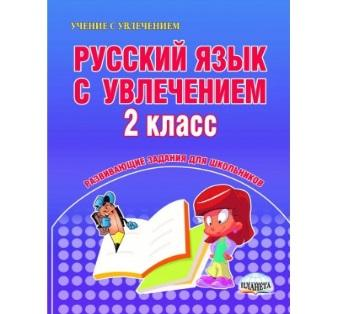 УЧЕНИЕ С УВЛЕЧЕНИЕМ
РУССКИЙ ЯЗЫК
С УВЛЕЧЕНИЕМ
2 КЛАСС
РАЗВИВАЮЩИЕ ЗАДАНИЯ ДЛЯ ШКОЛЬНИКОВ
ПЛАНЕТА